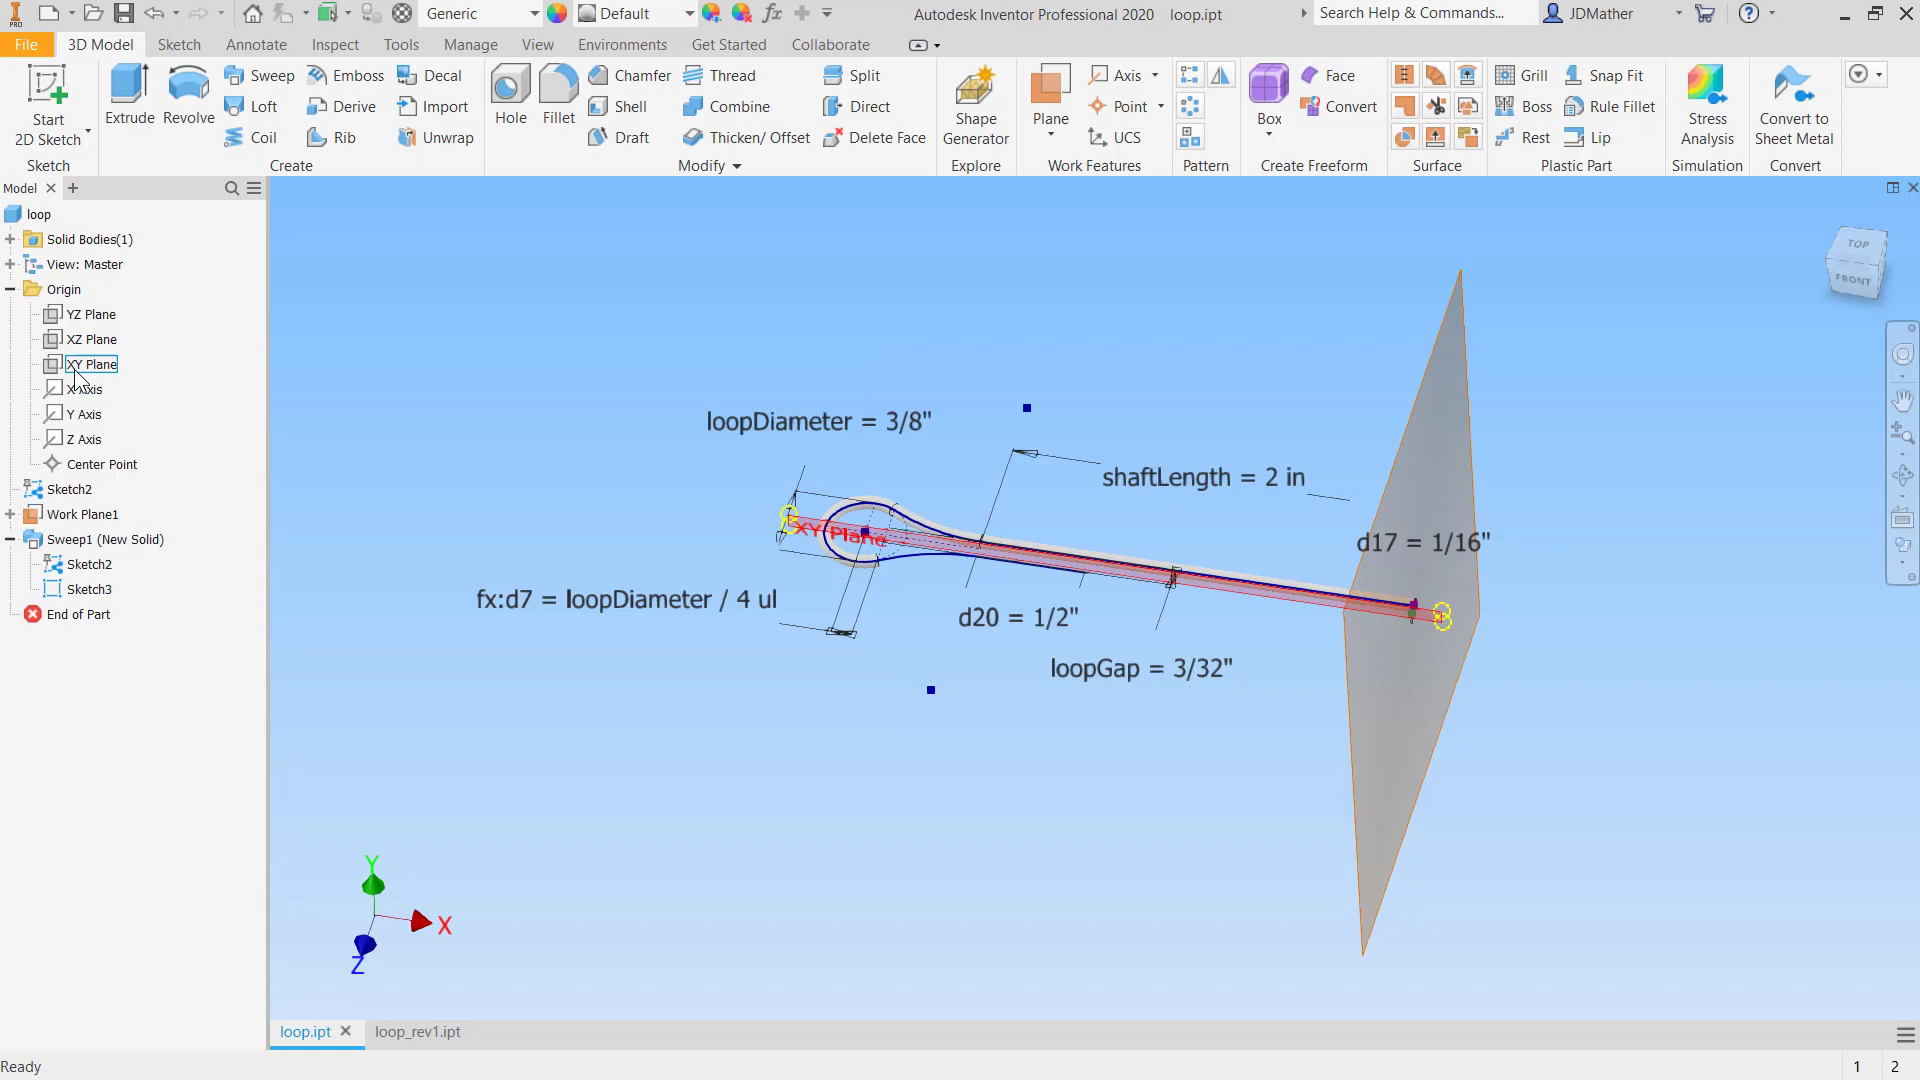 Generic
Default
Autodesk Inventor Professional 2020 loop.ipt
Search Help & Commands...
JDMather
File
3D Model
Sketch
Annotate
Inspect
Tools
Manage
View
Environments
Get Started
Collaborate
Start
2D Sketch
Sketch
Extrude
Revolve
Sweep
Emboss
Decal
Loft
Derive
Import
Coil
Rib
Unwrap
Create
Hole
Fillet
Chamfer
Thread
Split
Shell
Combine
Direct
Draft
Thicken/ Offset
Delete Face
Modify
Shape
Generator
Explore
Plane
Axis
Point
UCS
Work Features
Pattern
Box
Face
Convert
Create Freeform
Surface
Grill
Snap Fit
Boss
Rule Fillet
Rest
Lip
Plastic Part
Stress
Analysis
Simulation
Convert to
Sheet Metal
Convert
Model
loop
Solid Bodies(1)
View: Master
Origin
YZ Plane
XZ Plane
XY Plane
Y Axis
Z Axis
Center Point
Sketch2
Work Plane1
Sweep1 (New Solid)
Sketch2
Sketch3
End of Part
TOP
FRONT
loopDiameter = 3/8"
shaftLength = 2 in
XY Plane
d17 = 1/16"
fx:d7 = loopDiameter / 4 ul
d20 = 1/2"
loopGap = 3/32"
Y
X
Z
loop.ipt
loop_rev1.ipt
Ready
1 2